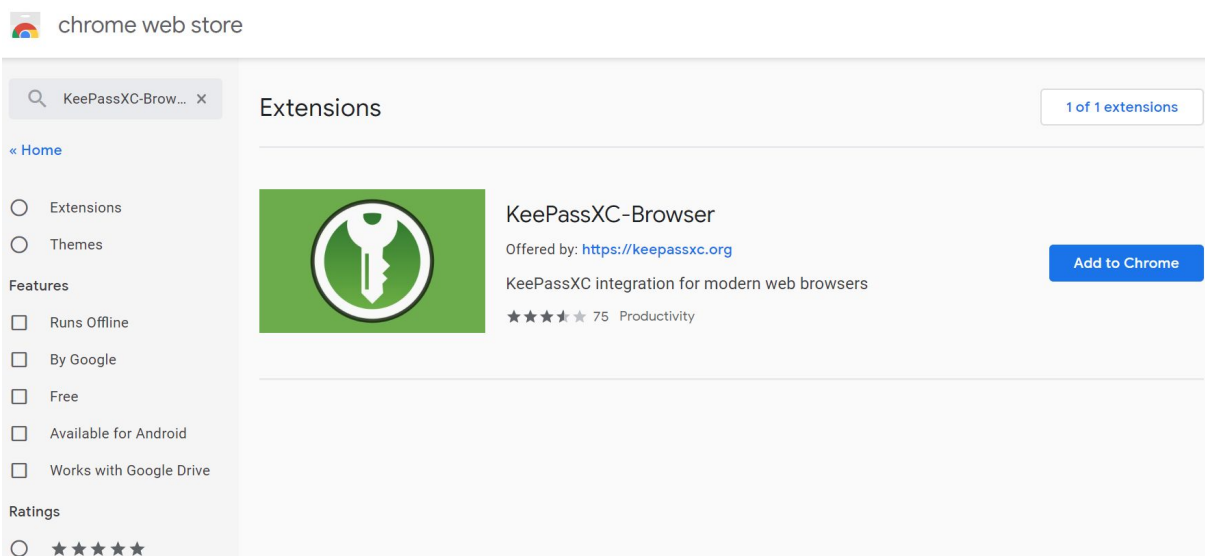 chrome web store
KeePassXC-Brow... ×
« Home
Extensions
Themes
Features
Runs Offline
By Google
Free
Available for Android
Works with Google Drive
Ratings
Extensions
1 of 1 extensions
KeePassXC-Browser
Offered by: https://keepassxc.org
KeePassXC integration for modern web browsers
75 Productivity
Add to Chrome